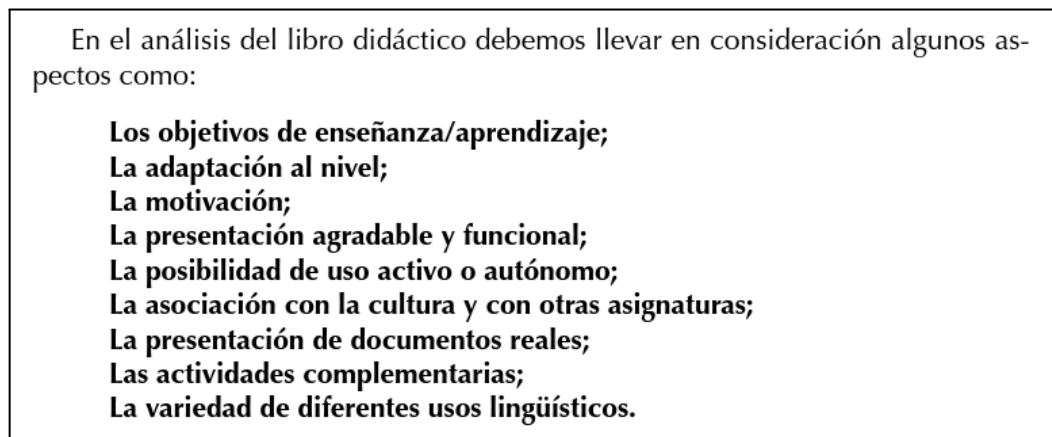 En el análisis del libro didáctico debemos llevar en consideración algunos as-
pectos como:
Los objetivos de enseñanza/aprendizaje;
La adaptación al nivel;
La motivación;
La presentación agradable y funcional;
La posibilidad de uso activo o autónomo;
La asociación con la cultura y con otras asignaturas;
La presentación de documentos reales;
Las actividades complementarias;
La variedad de diferentes usos lingüísticos.